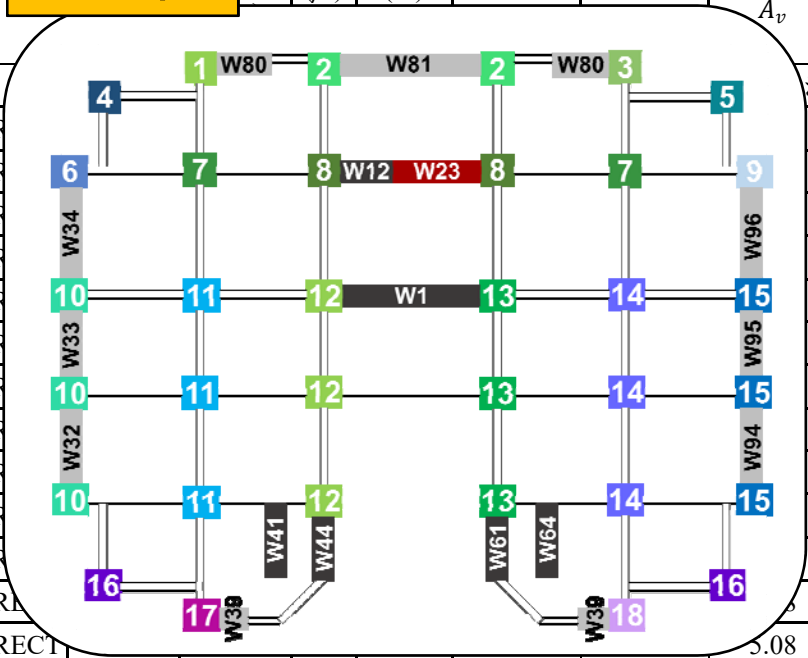 A_v
1 W80 2 W81 2 W80 3
4 5
6 7 8 W12 W23 8 7 9
W34 W96
10 11 12 W1 13 14 15
W33 W95
10 11 12 13 14 15
W32 W94
10 11 12 13 14 15
W41 W44 W61 W64
16 16
17 W39 W39 18
RECT 5.08